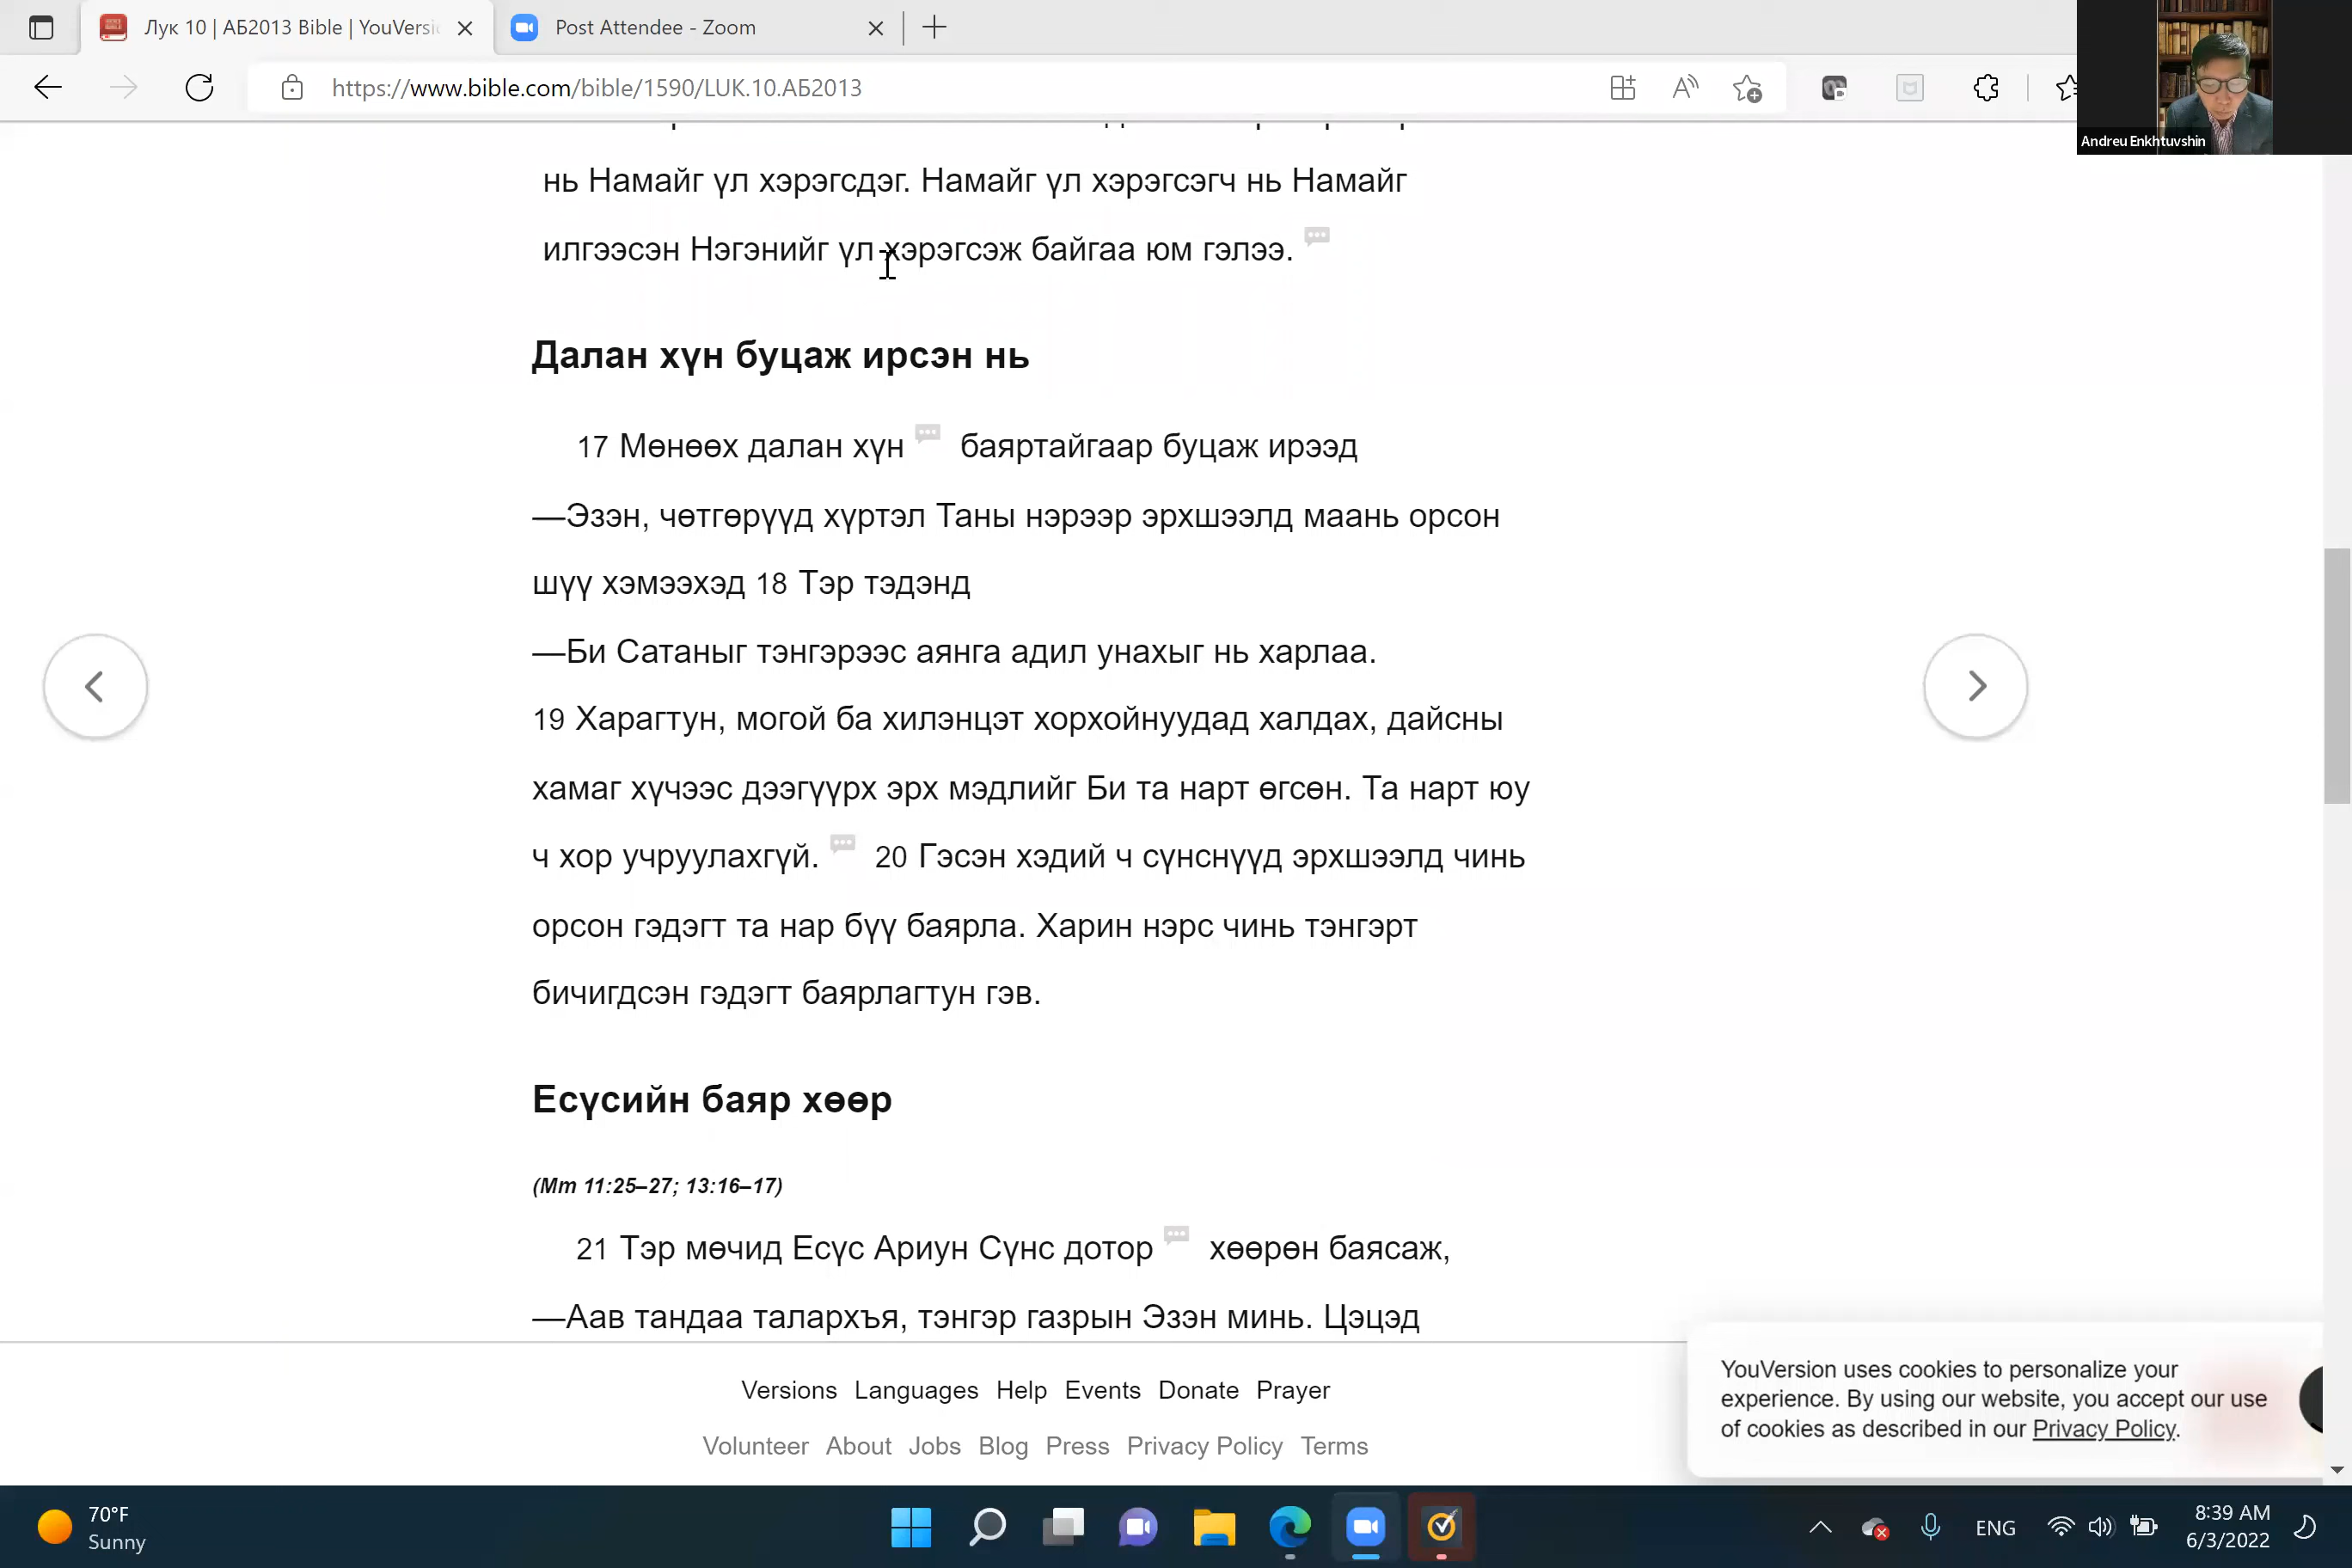 Лук 10 | АБ2013 Bible | YouVersi
Post Attendee - Zoom
https://www.bible.com/bible/1590/LUK.10.АБ2013
Andreu Enkhtuvshin
нь Намайг үл хэрэгсдэг. Намайг үл хэрэгсэгч нь Намайг
илгээсэн Нэгэнийг үл хэрэгсэж байгаа юм гэлээ.
Далан хүн буцаж ирсэн нь
17 Мөнөөх далан хүн баяртайгаар буцаж ирээд
—Эзэн, чөтгөрүүд хүртэл Таны нэрээр эрхшээлд маань орсон
шүү хэмээхэд 18 Тэр тэдэнд
—Би Сатаныг тэнгэрээс аянга адил унахыг нь харлаа.
19 Харагтун, могой ба хилэнцэт хорхойнуудад халдах, дайсны
хамаг хүчээс дээгүүрх эрх мэдлийг Би та нарт өгсөн. Та нарт юу
ч хор учруулахгүй. 20 Гэсэн хэдий ч сүнснүүд эрхшээлд чинь
орсон гэдэгт та нар бүү баярла. Харин нэрс чинь тэнгэрт
бичигдсэн гэдэгт баярлагтун гэв.
Есүсийн баяр хөөр
(Мт 11:25–27; 13:16–17)
21 Тэр мөчид Есүс Ариун Сүнс дотор хөөрөн баясаж,
—Аав тандаа талархъя, тэнгэр газрын Эзэн минь. Цэцэд
Versions Languages Help Events Donate Prayer
Volunteer About Jobs Blog Press Privacy Policy Terms
YouVersion uses cookies to personalize your
experience. By using our website, you accept our use
of cookies as described in our Privacy Policy.
70°F
Sunny
ENG
8:39 AM
6/3/2022